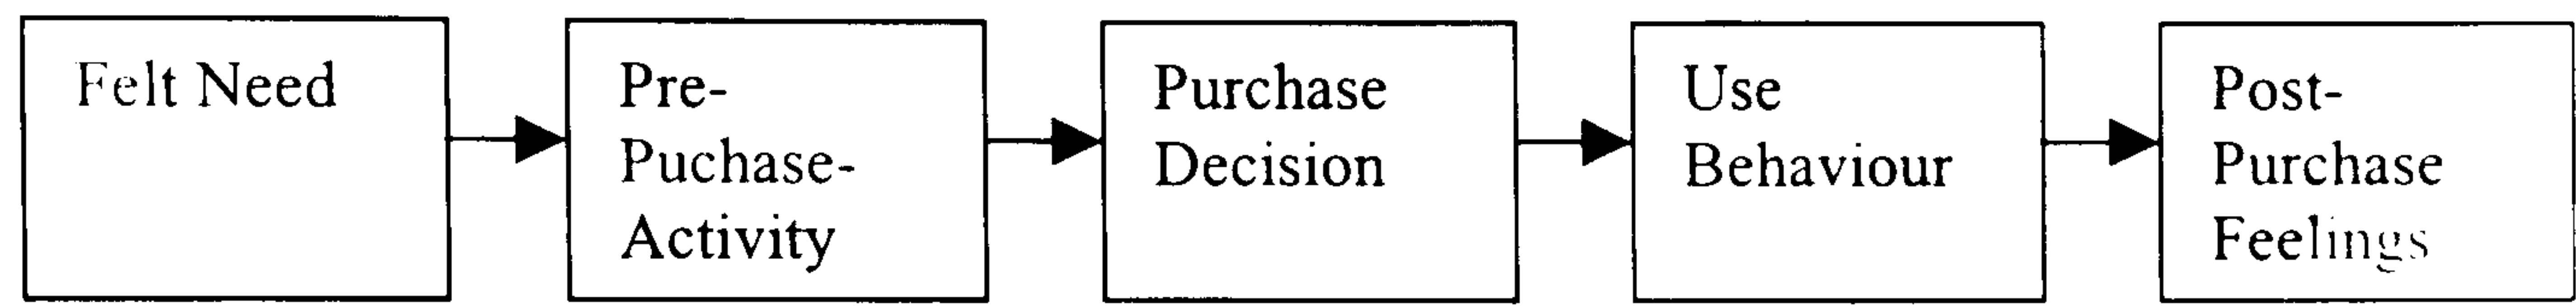 Felt Need
Pre-
Puchase-
Activity
Purchase
Decision
Use
Behaviour
Post-
Purchase
Feelings